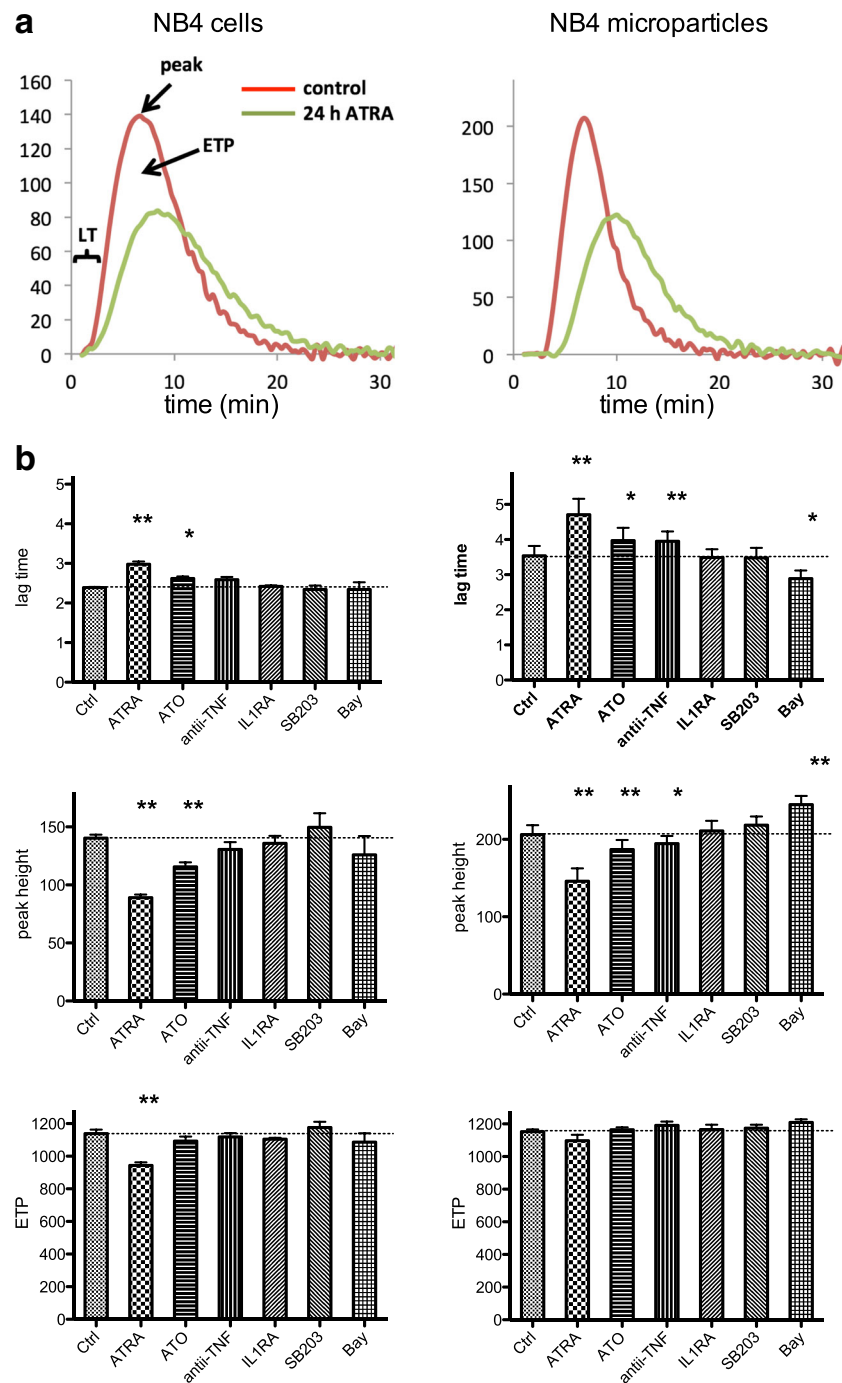 a
NB4 cells
NB4 microparticles
peak
control
24 h ATRA
ETP
LT
160
140
120
100
80
60
40
20
0
0
10
20
30
time (min)
200
150
100
50
0
0
10
20
30
time (min)
b
lag time
5
4
3
2
1
0
**
*
Ctrl
ATRA
ATO
antii-TNF
IL1RA
SB203
Bay
lag time
5
4
3
2
1
0
**
*
**
*
Ctrl
ATRA
ATO
antii-TNF
IL1RA
SB203
Bay
peak height
150
100
50
0
**
**
Ctrl
ATRA
ATO
antii-TNF
IL1RA
SB203
Bay
peak height
200
100
0
**
**
*
**
Ctrl
ATRA
ATO
antii-TNF
IL1RA
SB203
Bay
ETP
1200
1000
800
600
400
200
0
**
Ctrl
ATRA
ATO
antii-TNF
IL1RA
SB203
Bay
ETP
1200
1000
800
600
400
200
0
Ctrl
ATRA
ATO
antii-TNF
IL1RA
SB203
Bay